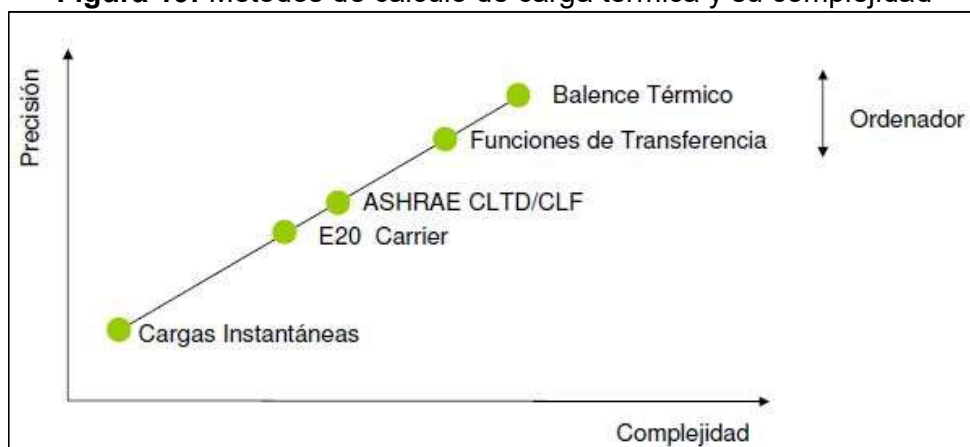 Figura Métodos de cálculo de carga térmica y su complejidad
Precisión
Balence Térmico
Ordenador
Funciones de Transferencia
ASHRAE CLTD/CLF
E20 Carrier
Cargas Instantáneas
Complejidad